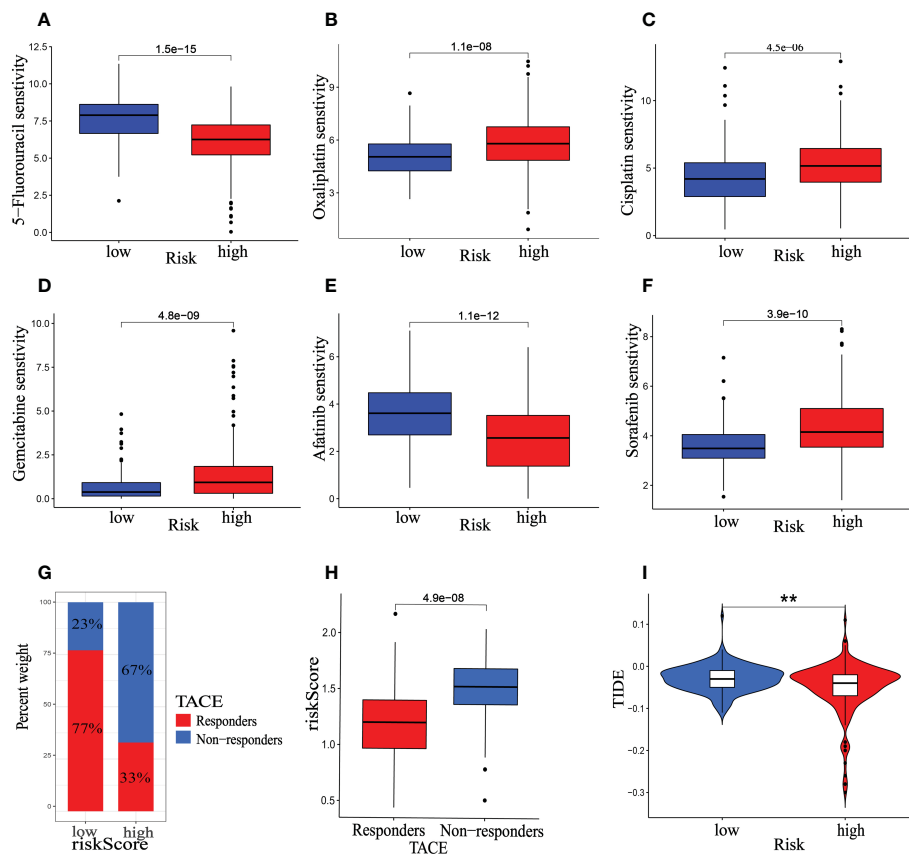 A
1.5e−15
12.5
10.0
7.5
5.0
2.5
0.0
5−Fluorouracil senstivity
low
high
Risk
B
1.1e−08
9
6
3
Oxaliplatin senstivity
low
high
Risk
C
4.5e−06
10
5
0
Cisplatin senstivity
low
high
Risk
D
4.8e−09
10.0
7.5
5.0
2.5
0.0
Gemcitabine senstivity
low
high
Risk
E
1.1e−12
6
4
2
0
Afatinib senstivity
low
high
Risk
F
3.9e−10
8
6
4
2
Sorafenib senstivity
low
high
Risk
G
100
75
50
25
0
Percent weight
23%
77%
67%
33%
low
high
riskScore
TACE
Responders
Non-responders
H
4.9e−08
2.0
1.5
1.0
0.5
riskScore
Responders
Non-responders
TACE
I
**
0.1
−0.0
−0.1
−0.2
−0.3
TIDE
low
high
Risk